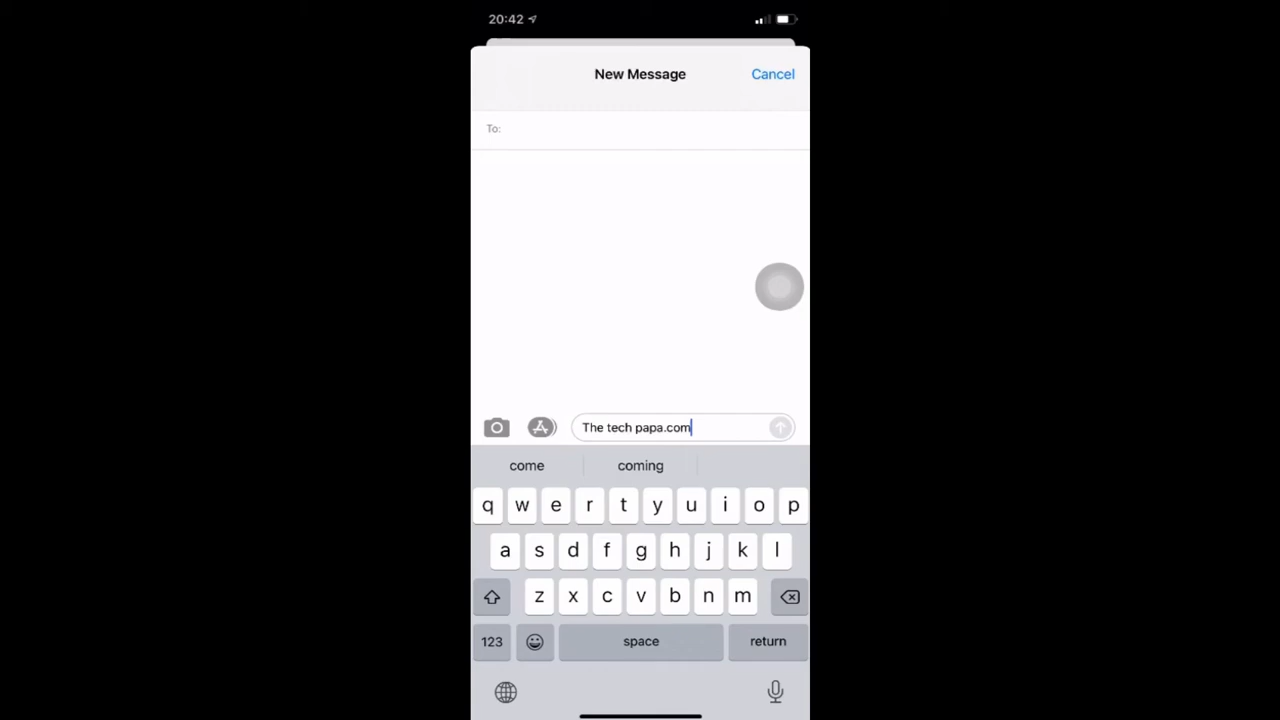 20:42
New Message
Cancel
To:
The tech papa.com
come coming
q w e r t y u i o p
a s d f g h j k l
z x c v b n m
123 space return